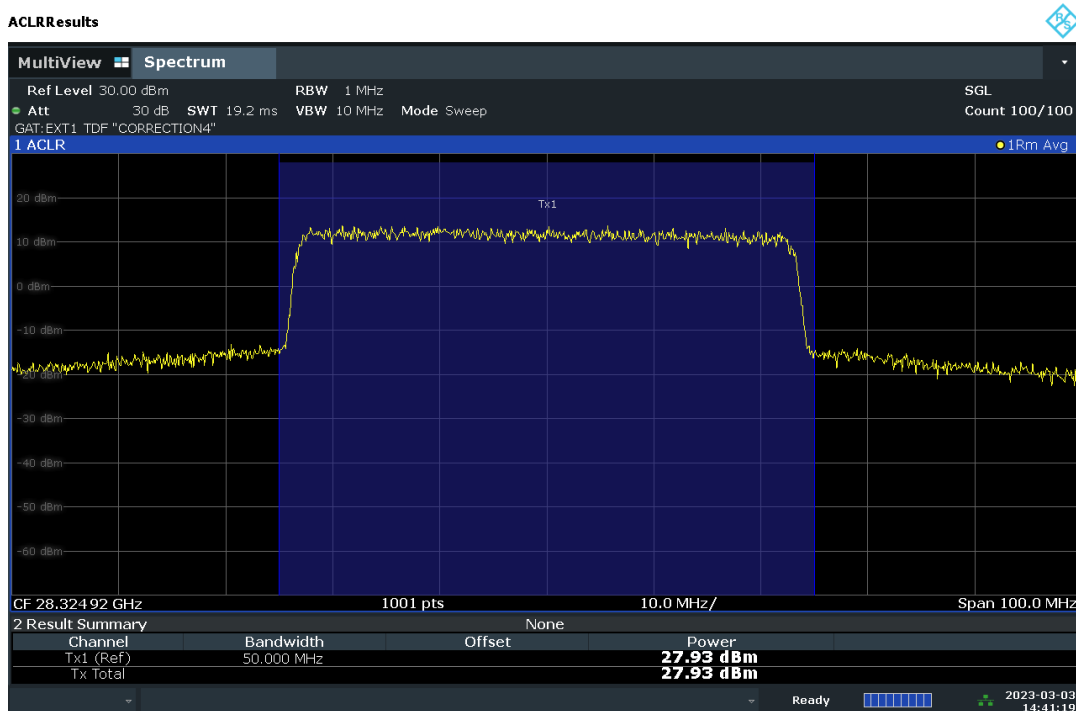 ACLRResults
R&S
MultiView Spectrum
Ref Level 30.00 dBm RBW 1 MHz SGL
Att 30 dB SWT 19.2 ms VBW 10 MHz Mode Sweep Count 100/100
GAT:EXT1 TDF "CORRECTION4"
1 ACLR 1Rm Avg
20 dBm
Tx1
10 dBm
0 dBm
-10 dBm
-20 dBm
-30 dBm
-40 dBm
-50 dBm
-60 dBm
CF 28.32492 GHz 1001 pts 10.0 MHz/ Span 100.0 MHz
2 Result Summary None
Channel Bandwidth Offset Power
Tx1 (Ref) 50.000 MHz 27.93 dBm
Tx Total 27.93 dBm
Ready 2023-03-03
14:41:19